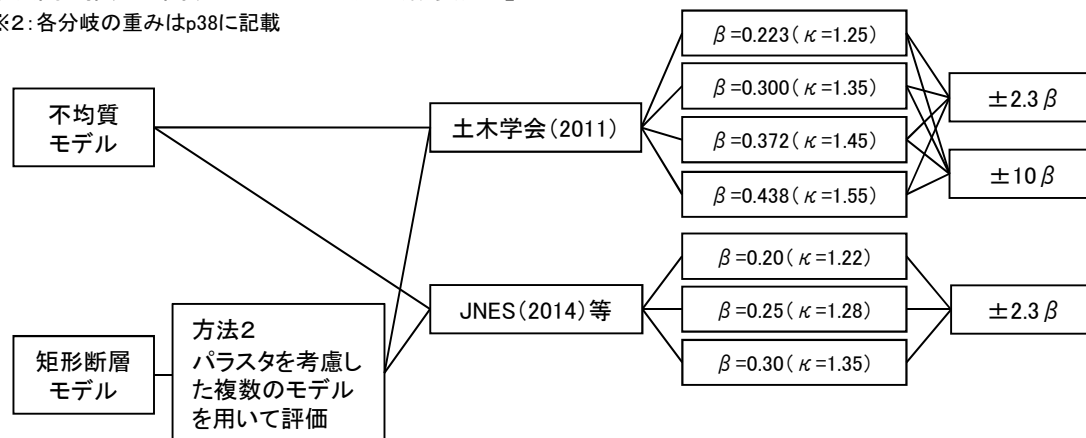 ※2：各分岐の重みはp38に記載
不均質
モデル
矩形断層
モデル
方法2
パラスタを考慮し
た複数のモデル
を用いて評価
土木学会(2011)
JNES(2014)等
β=0.223(κ=1.25)
β=0.300(κ=1.35)
β=0.372(κ=1.45)
β=0.438(κ=1.55)
β=0.20(κ=1.22)
β=0.25(κ=1.28)
β=0.30(κ=1.35)
±2.3β
±10β
±2.3β